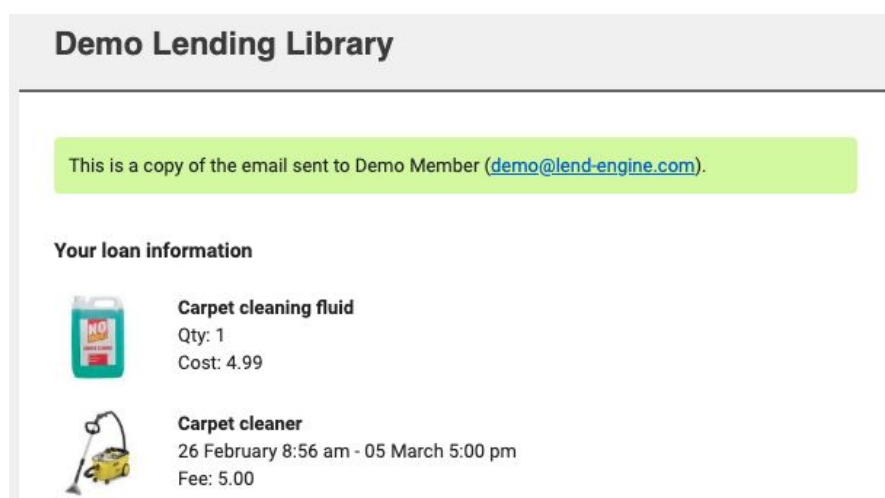 Demo Lending Library
This is a copy of the email sent to Demo Member (demo@lend-engine.com).
Your loan information
NO
Carpet cleaning fluid
Qty: 1
Cost: 4.99
Carpet cleaner
26 February 8:56 am - 05 March 5:00 pm
Fee: 5.00